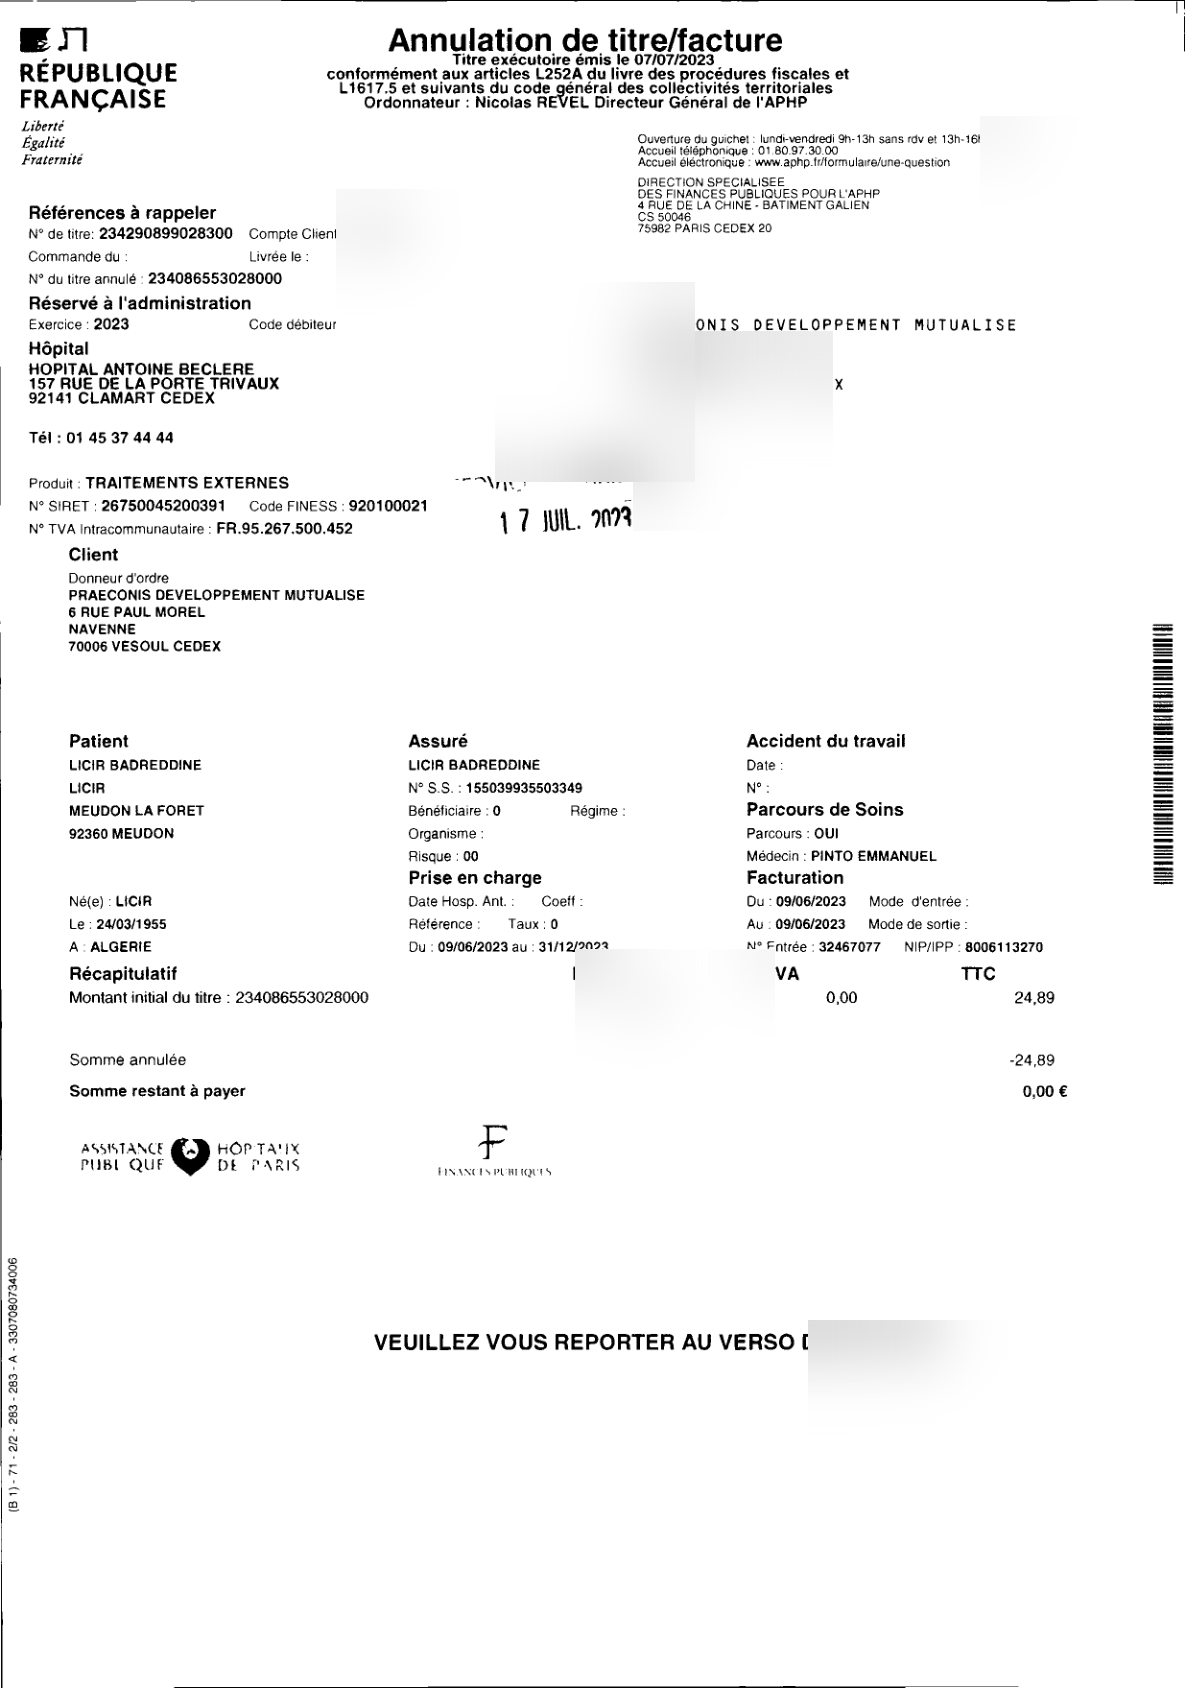 RÉPUBLIQUE
FRANÇAISE
Liberté
Égalité
Fraternité
Annulation de titre/facture
Titre exécutoire émis le 07/07/2023
conformément aux articles L252A du livre des procédures fiscales et
L1617.5 et suivants du code général des collectivités territoriales
Ordonnateur : Nicolas REVEL Directeur Général de l'APHP
Ouverture du guichet : lundi-vendredi 9h-13h sans rdv et 13h-16h
Accueil téléphonique : 01.80.97.30.00
Accueil électronique : www.aphp.fr/formulaire/une-question
DIRECTION SPECIALISEE
DES FINANCES PUBLIQUES POUR L'APHP
4 RUE DE LA CHINE - BATIMENT GALIEN
CS 50046
75982 PARIS CEDEX 20
Références à rappeler
N° de titre: 234290899028300 Compte Client
Commande du : Livrée le :
N° du titre annulé : 234086553028000
Réservé à l'administration
Exercice : 2023 Code débiteur
ONIS DEVELOPPEMENT MUTUALISE
X
Hôpital
HOPITAL ANTOINE BECLERE
157 RUE DE LA PORTE TRIVAUX
92141 CLAMART CEDEX
Tél : 01 45 37 44 44
Produit : TRAITEMENTS EXTERNES
N° SIRET : 26750045200391 Code FINESS : 920100021
N° TVA Intracommunautaire : FR.95.267.500.452
17 JUIL. 2023
Client
Donneur d'ordre
PRAECONIS DEVELOPPEMENT MUTUALISE
6 RUE PAUL MOREL
NAVENNE
70006 VESOUL CEDEX
Patient
LICIR BADREDDINE
LICIR
MEUDON LA FORET
92360 MEUDON
Né(e) : LICIR
Le : 24/03/1955
A : ALGERIE
Assuré
LICIR BADREDDINE
N° S.S. : 155039935503349
Bénéficiaire : 0 Régime :
Organisme :
Risque : 00
Prise en charge
Date Hosp. Ant. : Coeff :
Référence : Taux : 0
Du : 09/06/2023 au : 31/12/2023
Accident du travail
Date :
N° :
Parcours de Soins
Parcours : OUI
Médecin : PINTO EMMANUEL
Facturation
Du : 09/06/2023 Mode d'entrée :
Au : 09/06/2023 Mode de sortie :
N° Entrée : 32467077 NIP/IPP : 8006113270
Récapitulatif VA TTC
Montant initial du titre : 234086553028000 0,00 24,89
Somme annulée -24,89
Somme restant à payer 0,00 €
ASSISTANCE HÔPITAUX
PUBLIQUE DE PARIS
FINANCES PUBLIQUES
VEUILLEZ VOUS REPORTER AU VERSO
(B 1) - 71 - 2/2 - 283 - 283 - A - 3307080734006